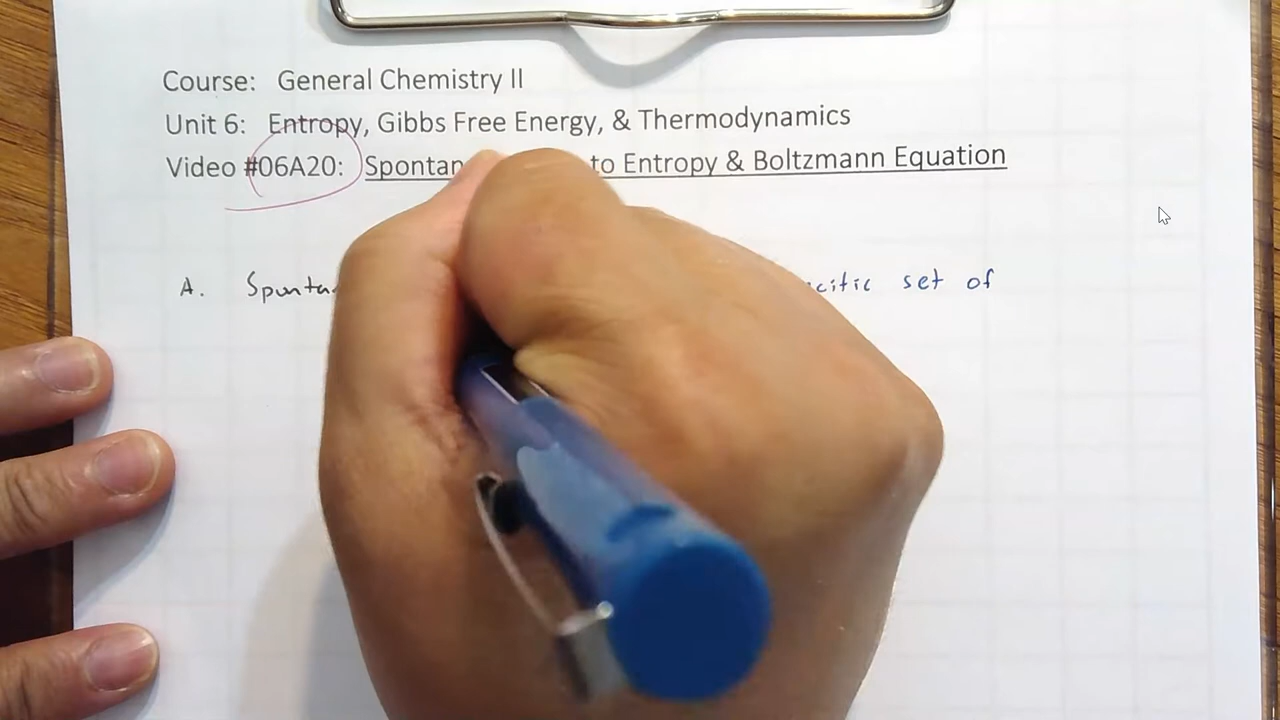 Course: General Chemistry II
Unit 6: Entropy, Gibbs Free Energy, & Thermodynamics
Video #06A20: to Entropy & Boltzmann Equation
A. set of